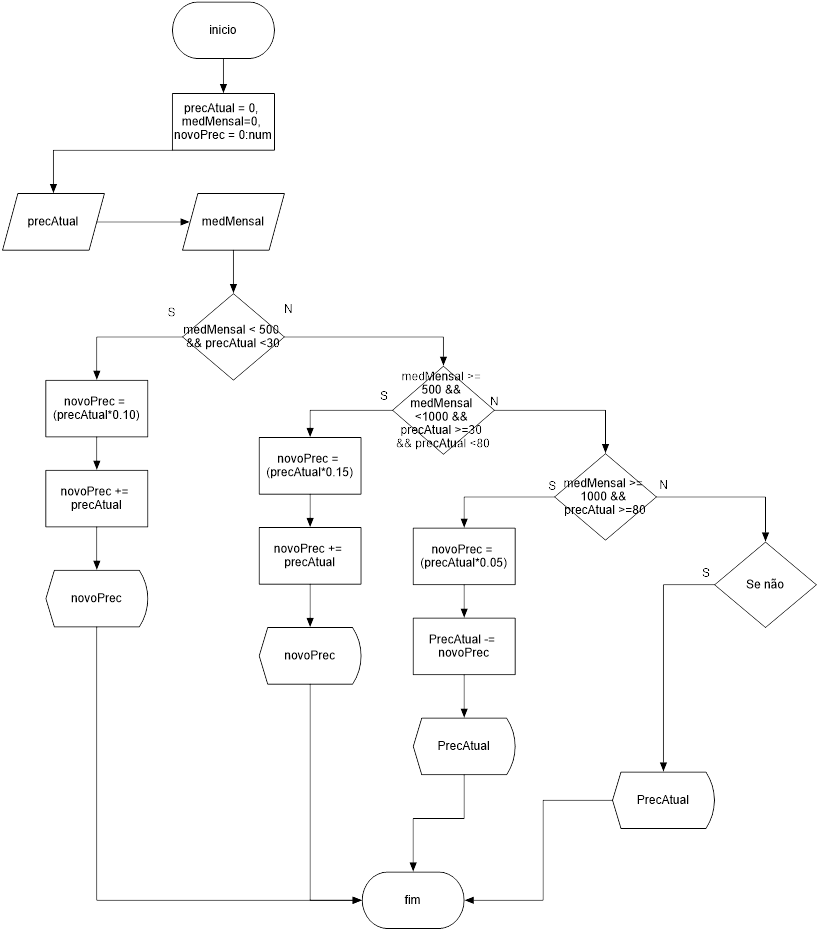 inicio
precAtual = 0,
medMensal=0,
novoPrec = 0:num
precAtual
medMensal
S
N
medMensal < 500
&& precAtual <30
novoPrec =
(precAtual*0.10)
novoPrec +=
precAtual
novoPrec
S
N
medMensal >=
500 &&
medMensal
<1000 &&
precAtual >=30
&& precAtual <80
novoPrec =
(precAtual*0.15)
novoPrec +=
precAtual
novoPrec
S
N
medMensal >=
1000 &&
precAtual >=80
novoPrec =
(precAtual*0.05)
PrecAtual -=
novoPrec
PrecAtual
S
Se não
PrecAtual
fim